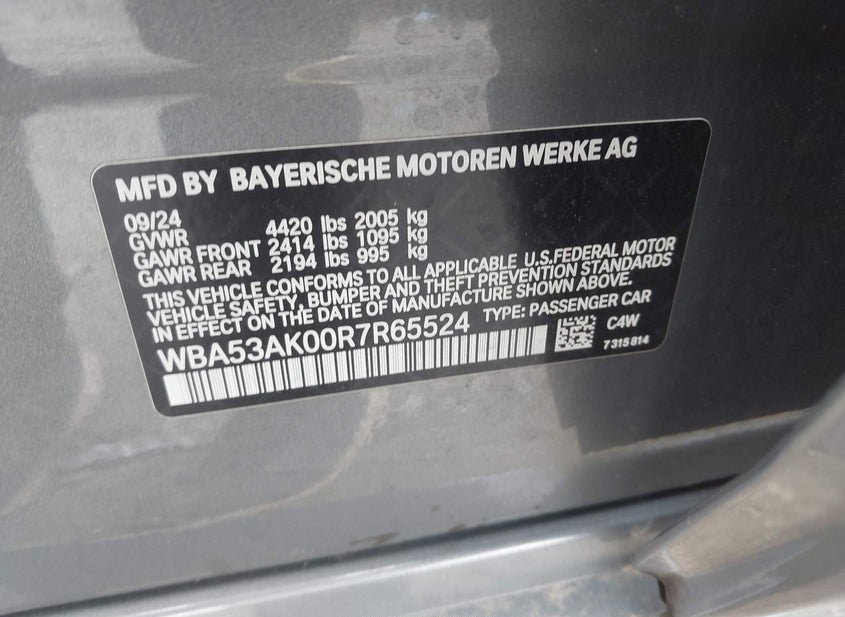 MFD BY BAYERISCHE MOTOREN WERKE AG
09/24
GVWR 4420 lbs 2005 kg
GAWR FRONT 2414 lbs 1095 kg
GAWR REAR 2194 lbs 995 kg
THIS VEHICLE CONFORMS TO ALL APPLICABLE U.S.FEDERAL MOTOR
VEHICLE SAFETY, BUMPER AND THEFT PREVENTION STANDARDS
IN EFFECT ON THE DATE OF MANUFACTURE SHOWN ABOVE.
WBA53AK00R7R65524 TYPE: PASSENGER CAR
C4W
7315814